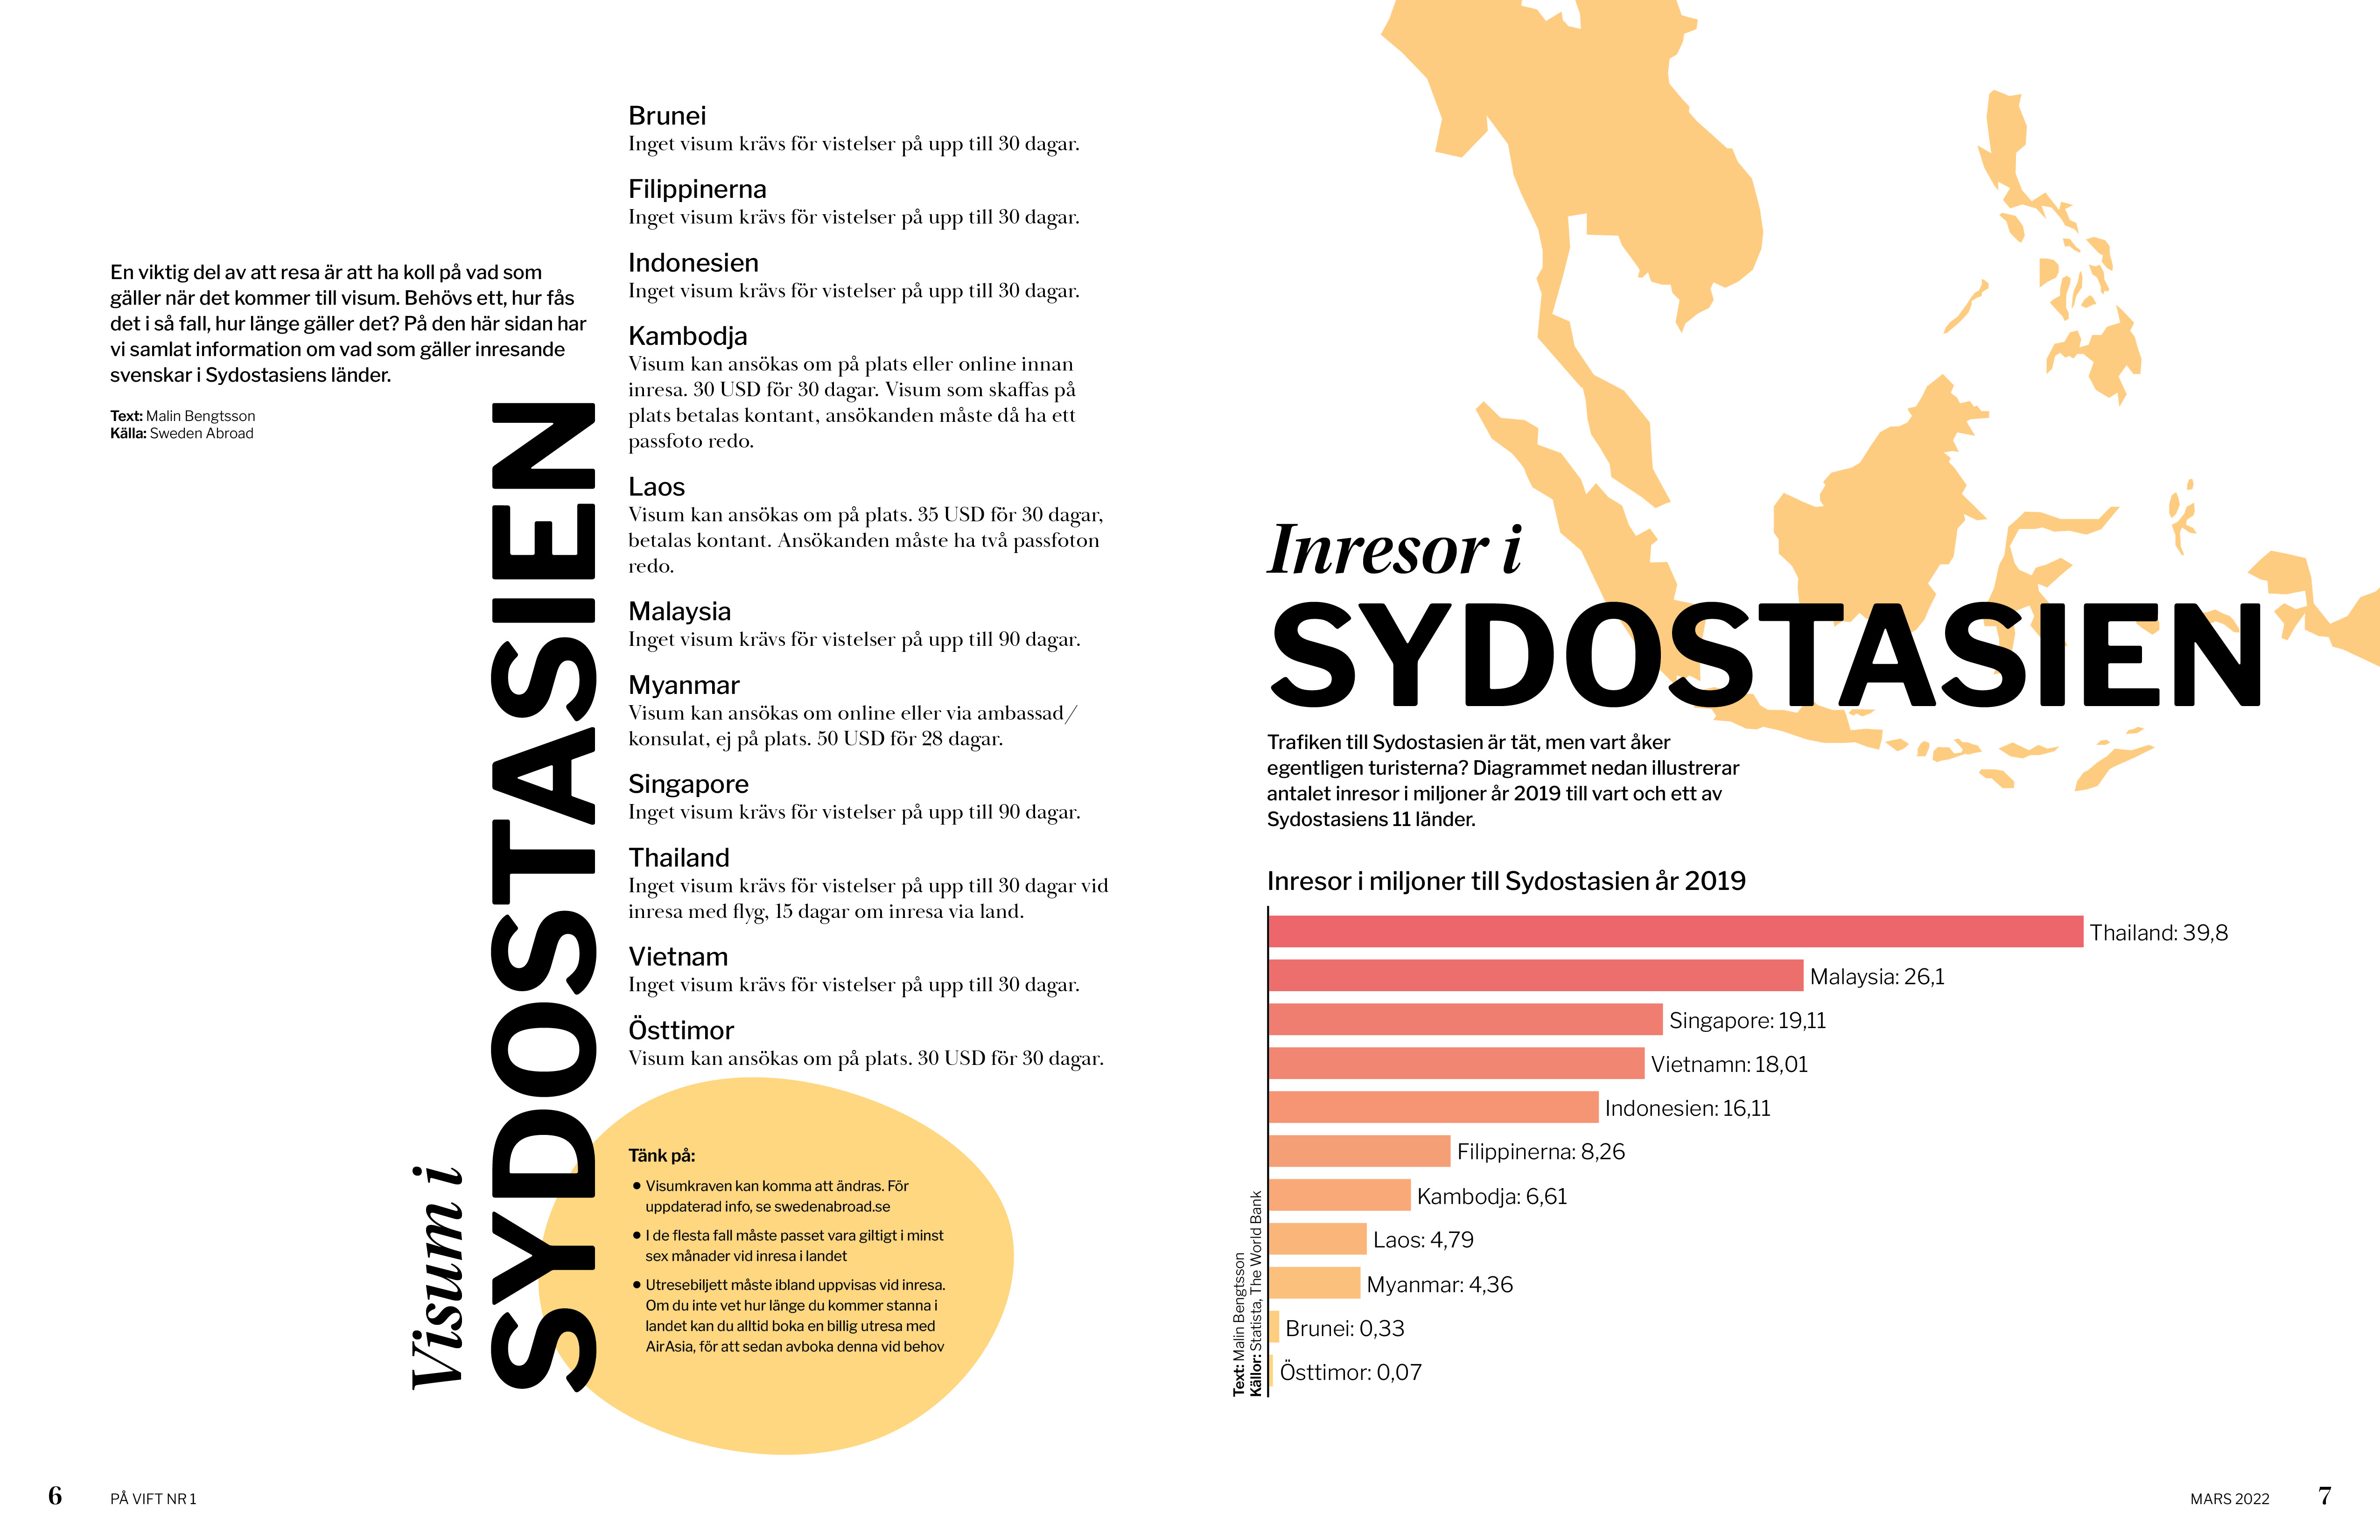 En viktig del av att resa är att ha koll på vad som
gäller när det kommer till visum. Behövs ett, hur fås
det i så fall, hur länge gäller det? På den här sidan har
vi samlat information om vad som gäller inresande
svenskar i Sydostasiens länder.
Text: Malin Bengtsson
Källa: Sweden Abroad
Visum i
SYDOSTASIEN
Brunei
Inget visum krävs för vistelser på upp till 30 dagar.
Filippinerna
Inget visum krävs för vistelser på upp till 30 dagar.
Indonesien
Inget visum krävs för vistelser på upp till 30 dagar.
Kambodja
Visum kan ansökas om på plats eller online innan
inresa. 30 USD för 30 dagar. Visum som skaffas på
plats betalas kontant, ansökanden måste då ha ett
passfoto redo.
Laos
Visum kan ansökas om på plats. 35 USD för 30 dagar,
betalas kontant. Ansökanden måste ha två passfoton
redo.
Malaysia
Inget visum krävs för vistelser på upp till 90 dagar.
Myanmar
Visum kan ansökas om online eller via ambassad/
konsulat, ej på plats. 50 USD för 28 dagar.
Singapore
Inget visum krävs för vistelser på upp till 90 dagar.
Thailand
Inget visum krävs för vistelser på upp till 30 dagar vid
inresa med flyg, 15 dagar om inresa via land.
Vietnam
Inget visum krävs för vistelser på upp till 30 dagar.
Östtimor
Visum kan ansökas om på plats. 30 USD för 30 dagar.
Tänk på:
● Visumkraven kan komma att ändras. För
uppdaterad info, se swedenabroad.se
● I de flesta fall måste passet vara giltigt i minst
sex månader vid inresa i landet
● Utresebiljett måste ibland uppvisas vid inresa.
Om du inte vet hur länge du kommer stanna i
landet kan du alltid boka en billig utresa med
AirAsia, för att sedan avboka denna vid behov
6
PÅ VIFT NR 1
Inresor i
SYDOSTASIEN
Trafiken till Sydostasien är tät, men vart åker
egentligen turisterna? Diagrammet nedan illustrerar
antalet inresor i miljoner år 2019 till vart och ett av
Sydostasiens 11 länder.
Inresor i miljoner till Sydostasien år 2019
Thailand: 39,8
Malaysia: 26,1
Singapore: 19,11
Vietnamn: 18,01
Indonesien: 16,11
Filippinerna: 8,26
Kambodja: 6,61
Laos: 4,79
Myanmar: 4,36
Brunei: 0,33
Östtimor: 0,07
Text: Malin Bengtsson
Källor: Statista, The World Bank
MARS 2022
7